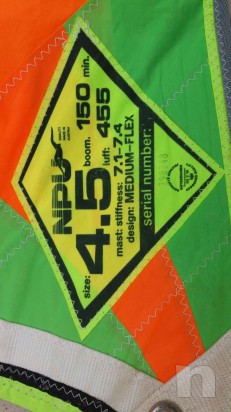 NPU
size: 4.5 boom: 150 min.
luff: 455
mast: stiffness: 7.1-7.4
design: MEDIUM-FLEX
serial number:
n